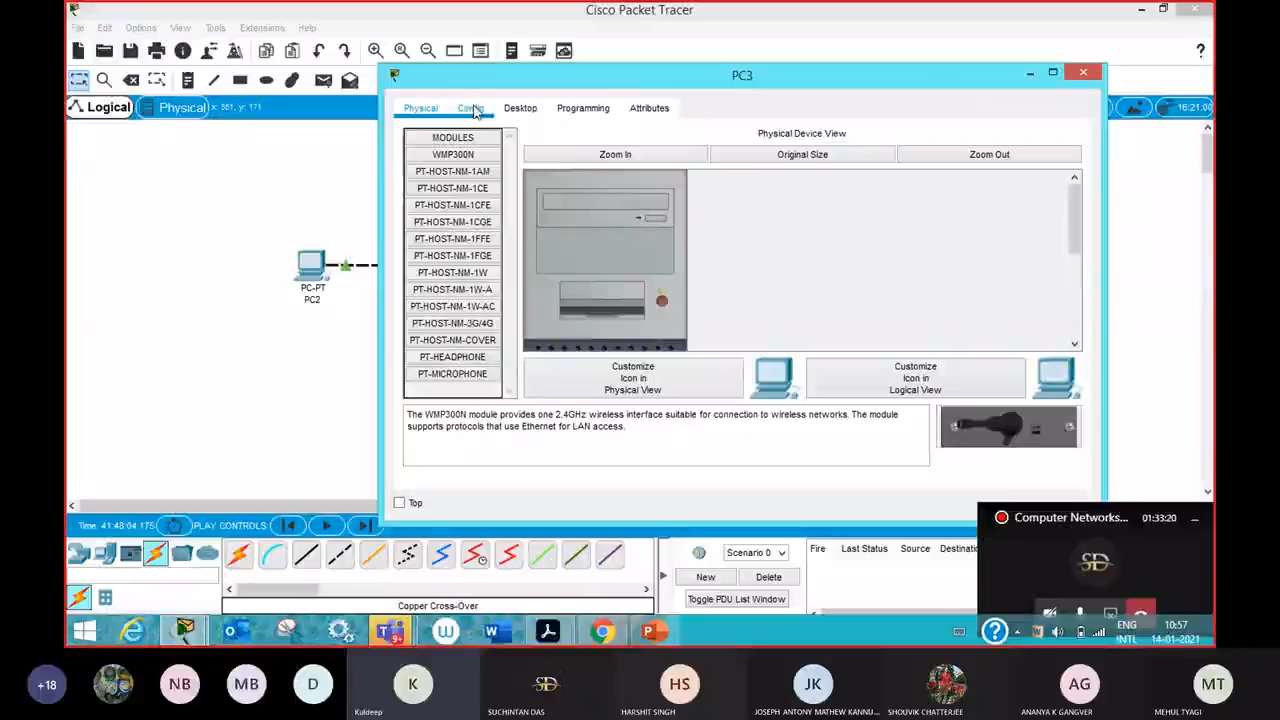 Cisco Packet Tracer
File Edit Options View Tools Extensions Help
?
PC3
Logical
Physical
x: 551, y: 171
16:21:00
Physical Config Desktop Programming Attributes
MODULES
WMP300N
PT-HOST-NM-1AM
PT-HOST-NM-1CE
PT-HOST-NM-1CFE
PT-HOST-NM-1CGE
PT-HOST-NM-1FFE
PT-HOST-NM-1FGE
PT-HOST-NM-1W
PT-HOST-NM-1W-A
PT-HOST-NM-1W-AC
PT-HOST-NM-3G/4G
PT-HOST-NM-COVER
PT-HEADPHONE
PT-MICROPHONE
Physical Device View
Zoom In
Original Size
Zoom Out
Customize
Icon in
Physical View
Customize
Icon in
Logical View
The WMP300N module provides one 2.4GHz wireless interface suitable for connection to wireless networks. The module
supports protocols that use Ethernet for LAN access.
Top
PC-PT
PC2
Time: 41:48:04.175
PLAY CONTROLS:
Scenario 0
New
Delete
Toggle PDU List Window
Fire Last Status Source
Copper Cross-Over
Computer Networks...
01:33:20
SD
ENG
INTL
10:57
14-01-2021
9+
+18
NB
MB
D
K
Kuldeep
SD
SUCHINTAN DAS
HS
HARSHIT SINGH
JK
JOSEPH ANTONY MATHEW KANNU...
SHOUVIK CHATTERJEE
AG
ANANYA K GANGVER
MT
MEHUL TYAGI